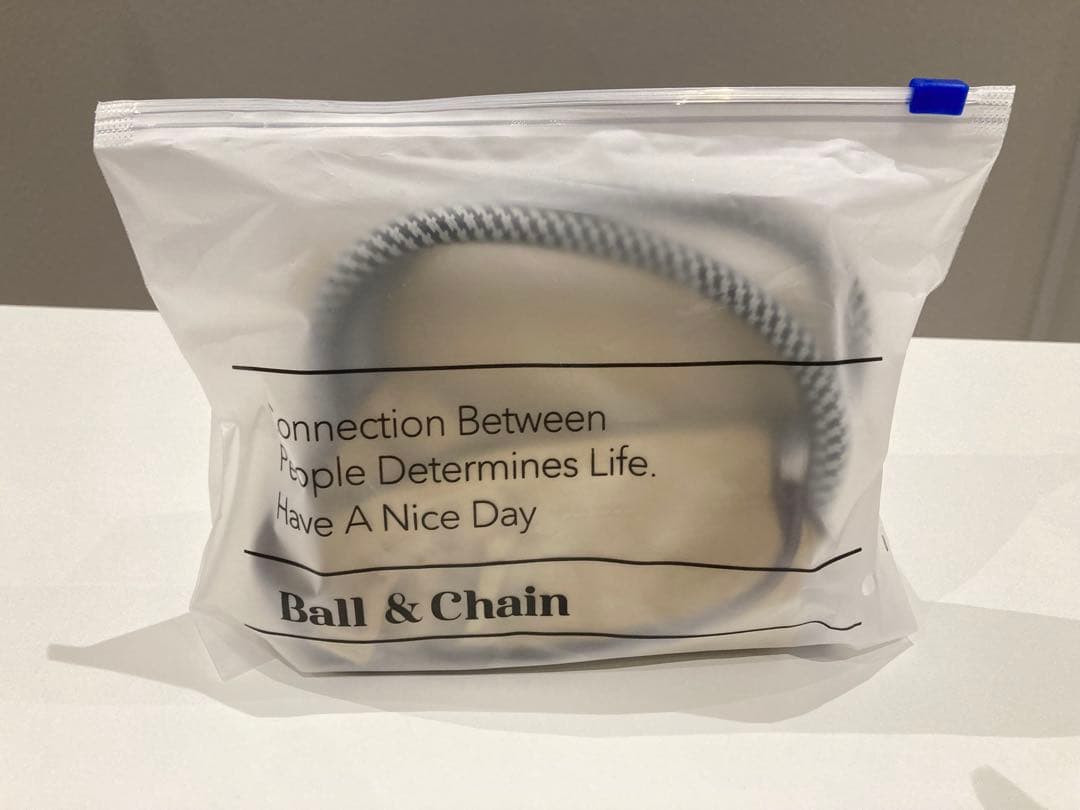 Connection Between
People Determines Life.
Have A Nice Day
Ball & Chain